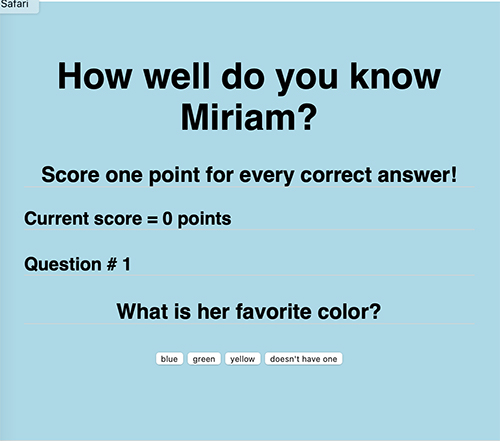 Safari
How well do you know
Miriam?
Score one point for every correct answer!
Current score = 0 points
Question # 1
What is her favorite color?
blue green yellow doesn't have one